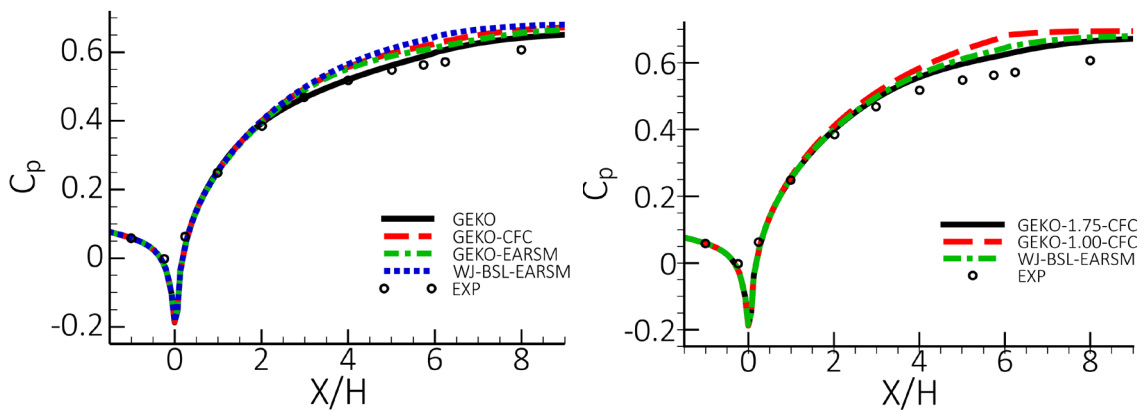 0.6
0.4
0.2
0
-0.2
Cp
GEKO
GEKO-CFC
GEKO-EARSM
WJ-BSL-EARSM
EXP
0 2 4 6 8
X/H
0.6
0.4
0.2
0
-0.2
Cp
GEKO-1.75-CFC
GEKO-1.00-CFC
WJ-BSL-EARSM
EXP
0 2 4 6 8
X/H